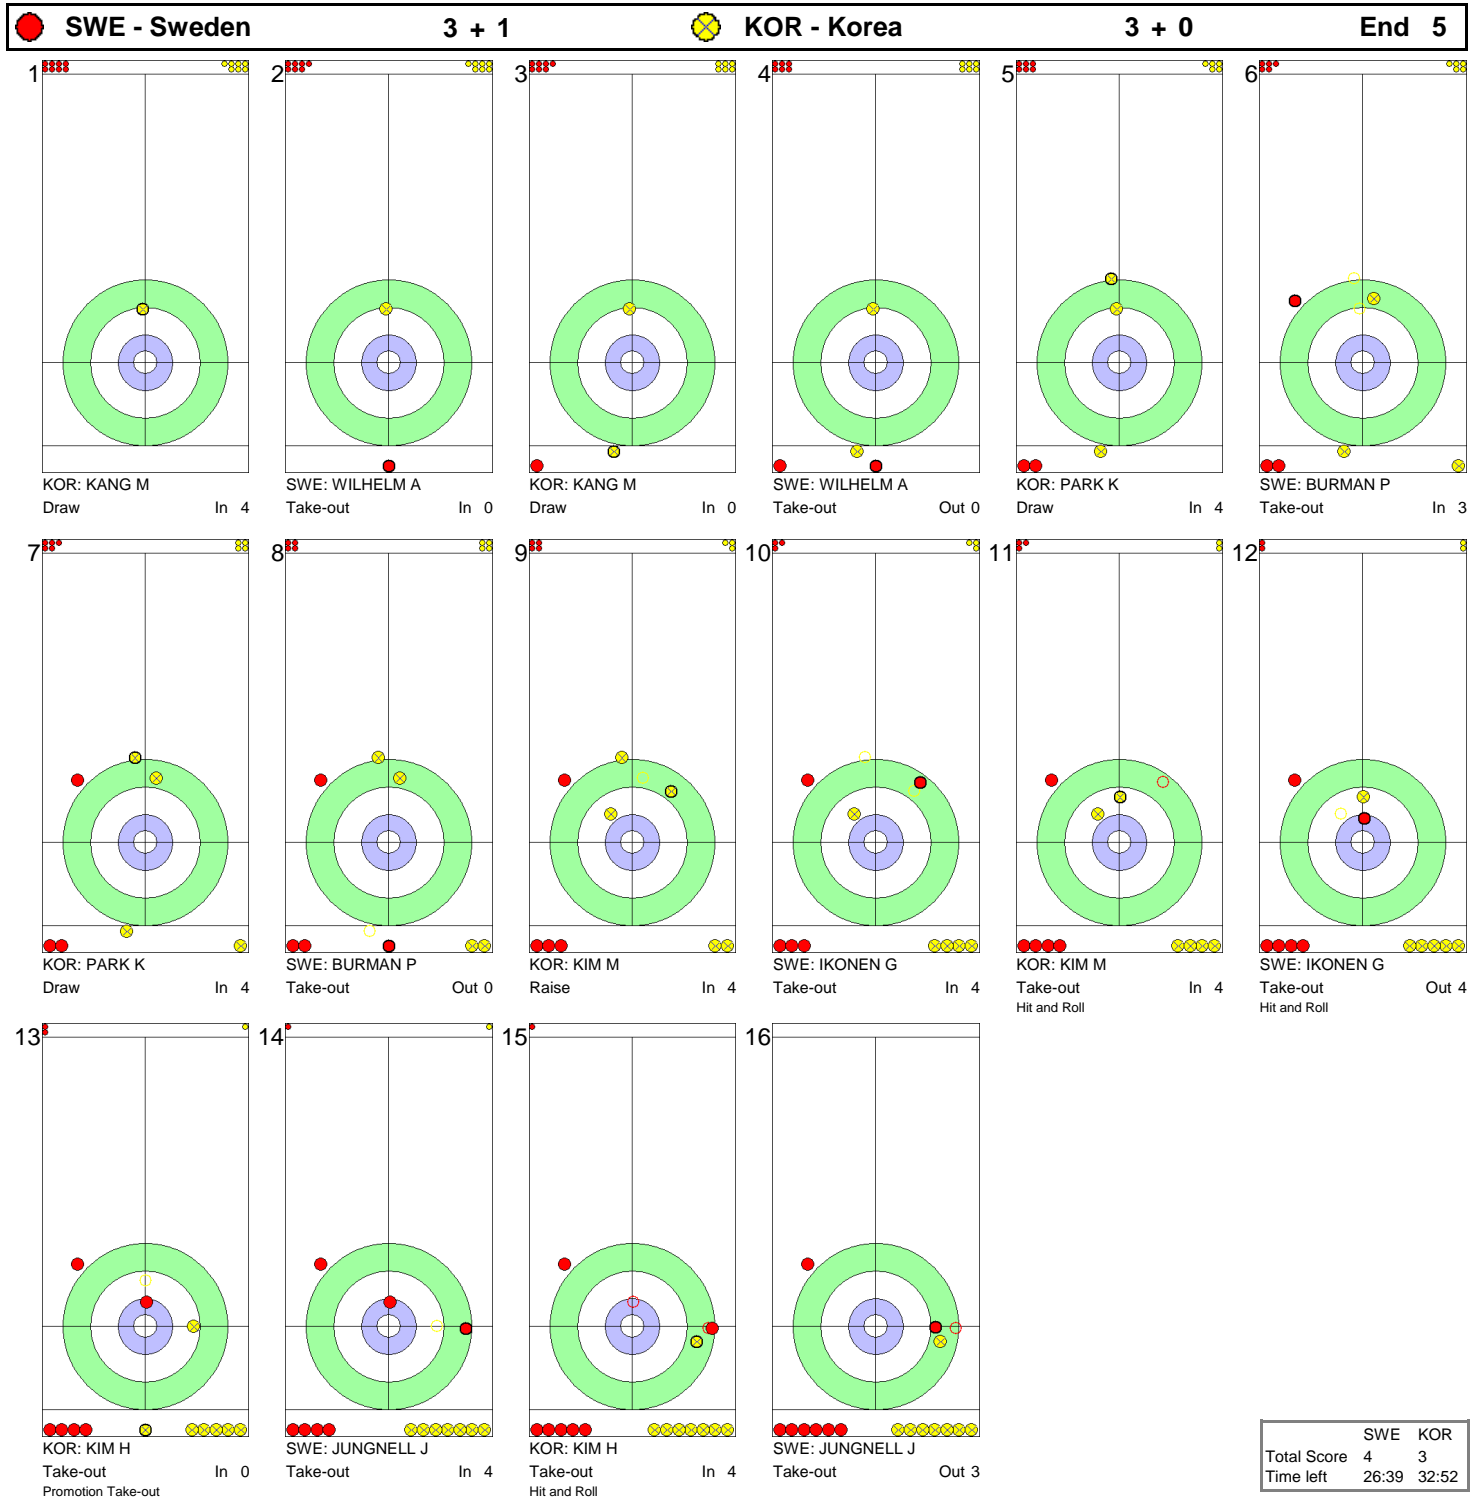 SWE - Sweden 3 + 1 KOR - Korea 3 + 0 End 5
1 2 3 4 5 6
KOR: KANG M SWE: WILHELM A KOR: KANG M SWE: WILHELM A KOR: PARK K SWE: BURMAN P
Draw In 4 Take-out In 0 Draw In 0 Take-out Out 0 Draw In 4 Take-out In 3
7 8 9 10 11 12
KOR: PARK K SWE: BURMAN P KOR: KIM M SWE: IKONEN G KOR: KIM M SWE: IKONEN G
Draw In 4 Take-out Out 0 Raise In 4 Take-out In 4 Take-out In 4 Take-out Out 4
Hit and Roll Hit and Roll
13 14 15 16
KOR: KIM H SWE: JUNGNELL J KOR: KIM H SWE: JUNGNELL J
Take-out In 0 Take-out In 4 Take-out In 4 Take-out Out 3
Promotion Take-out Hit and Roll
SWE KOR
Total Score 4 3
Time left 26:39 32:52